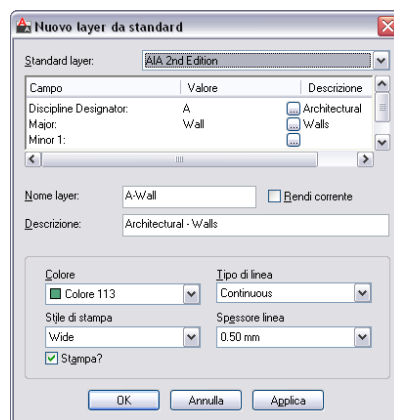 Nuovo layer da standard
Standard layer: AIA 2nd Edition
Campo Valore Descrizione
Discipline Designator: A ... Architectural
Major: Wall ... Walls
Minor 1: ...
Nome layer: A-Wall Rendi corrente
Descrizione: Architectural - Walls
Colore Tipo di linea
Colore 113 Continuous
Stile di stampa Spessore linea
Wide 0.50 mm
Stampa?
OK Annulla Applica